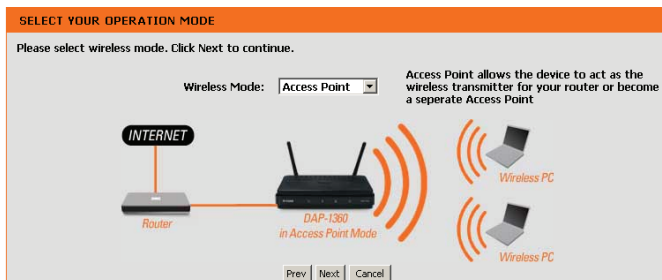 SELECT YOUR OPERATION MODE
Please select wireless mode. Click Next to continue.
Wireless Mode: Access Point
Access Point allows the device to act as the
wireless transmitter for your router or become
a seperate Access Point
INTERNET
Wireless PC
Router
DAP-1360
in Access Point Mode
Wireless PC
Prev Next Cancel